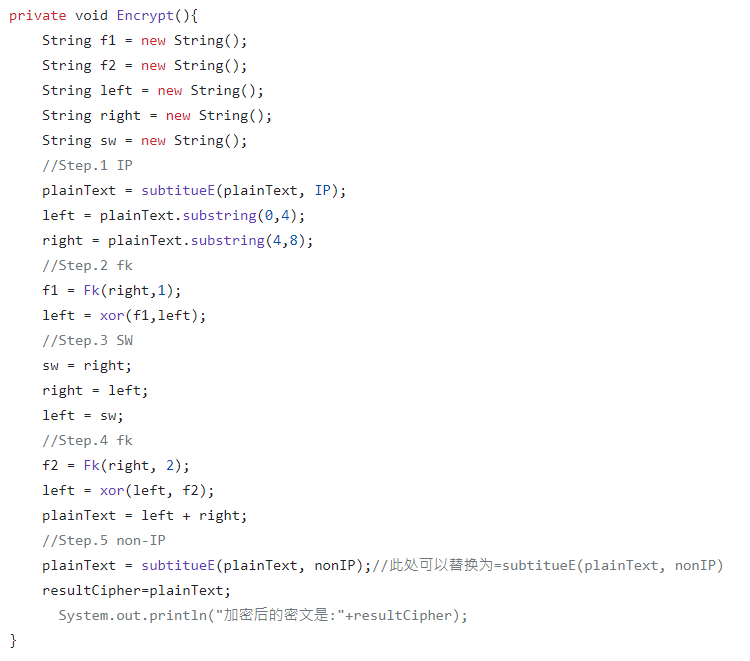 private void Encrypt(){
    String f1 = new String();
    String f2 = new String();
    String left = new String();
    String right = new String();
    String sw = new String();
    //Step.1 IP
    plainText = subtitueE(plainText, IP);
    left = plainText.substring(0,4);
    right = plainText.substring(4,8);
    //Step.2 fk
    f1 = Fk(right,1);
    left = xor(f1,left);
    //Step.3 SW
    sw = right;
    right = left;
    left = sw;
    //Step.4 fk
    f2 = Fk(right, 2);
    left = xor(left, f2);
    plainText = left + right;
    //Step.5 non-IP
    plainText = subtitueE(plainText, nonIP);//此处可以替换为=subtitueE(plainText, nonIP)
    resultCipher=plainText;
      System.out.println("加密后的密文是:"+resultCipher);
}